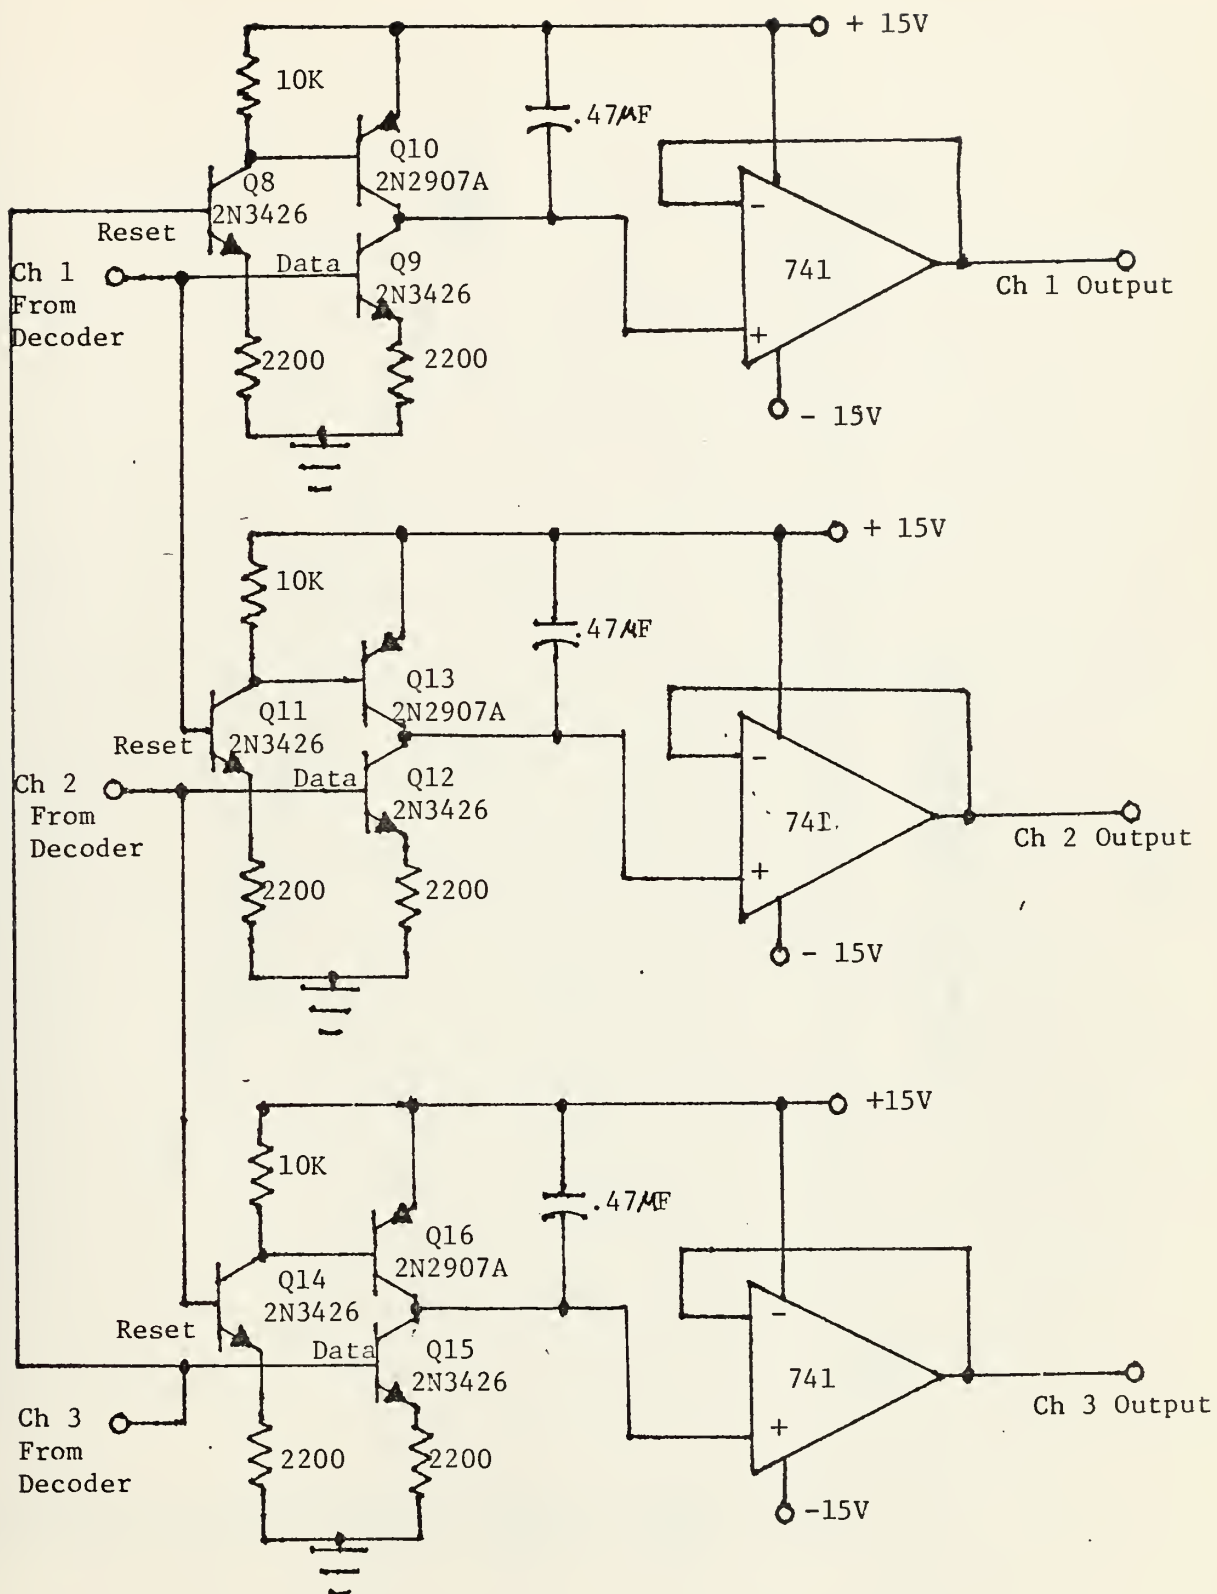 + 15V
10K
.47μF
Q10
2N2907A
Q8
2N3426
Reset
-
Data
Q9
2N3426
741
Ch 1
From
Decoder
Ch 1 Output
+
2200
2200
- 15V
+ 15V
10K
.47μF
Q13
2N2907A
Q11
2N3426
Reset
-
Data
Q12
2N3426
Ch 2
From
Decoder
741
Ch 2 Output
+
2200
2200
- 15V
+15V
10K
.47μF
Q16
2N2907A
Q14
2N3426
Reset
-
Data
Q15
2N3426
741
Ch 3 Output
Ch 3
From
Decoder
+
2200
2200
-15V